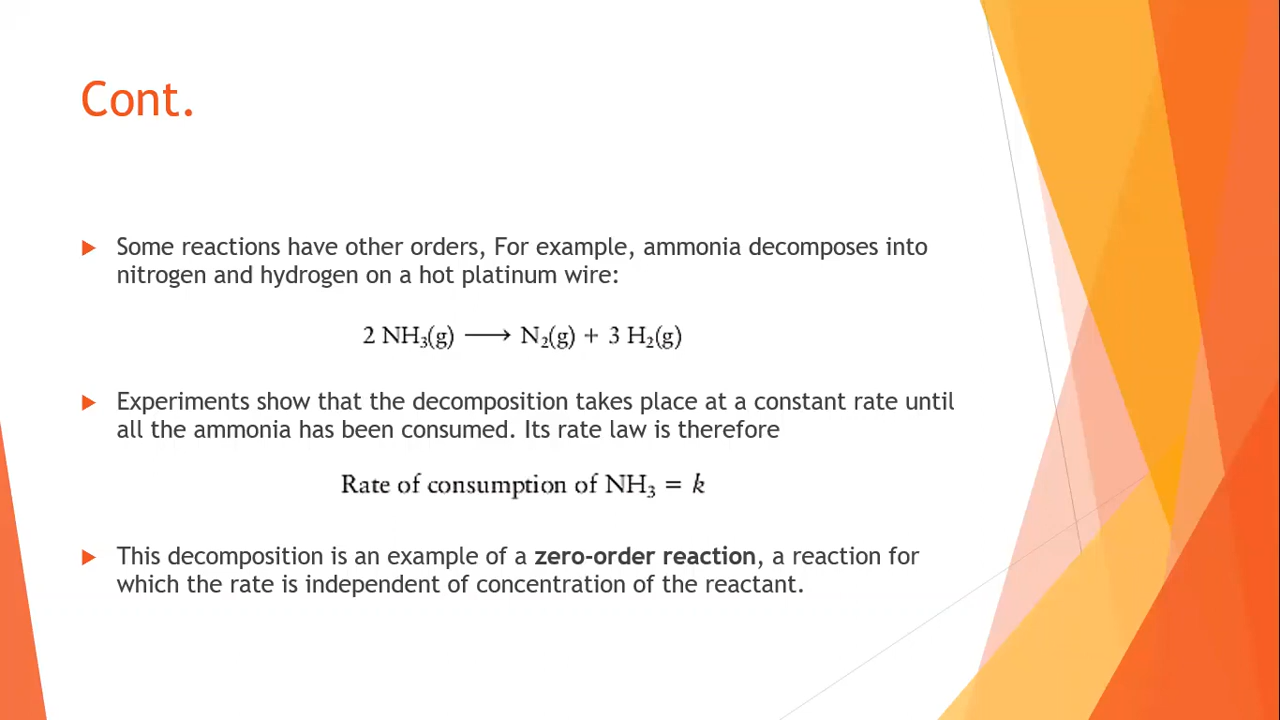 Cont.
Some reactions have other orders, For example, ammonia decomposes into
nitrogen and hydrogen on a hot platinum wire:
2 NH₃(g) ⟶ N₂(g) + 3 H₂(g)
Experiments show that the decomposition takes place at a constant rate until
all the ammonia has been consumed. Its rate law is therefore
Rate of consumption of NH₃ = k
This decomposition is an example of a zero-order reaction, a reaction for
which the rate is independent of concentration of the reactant.